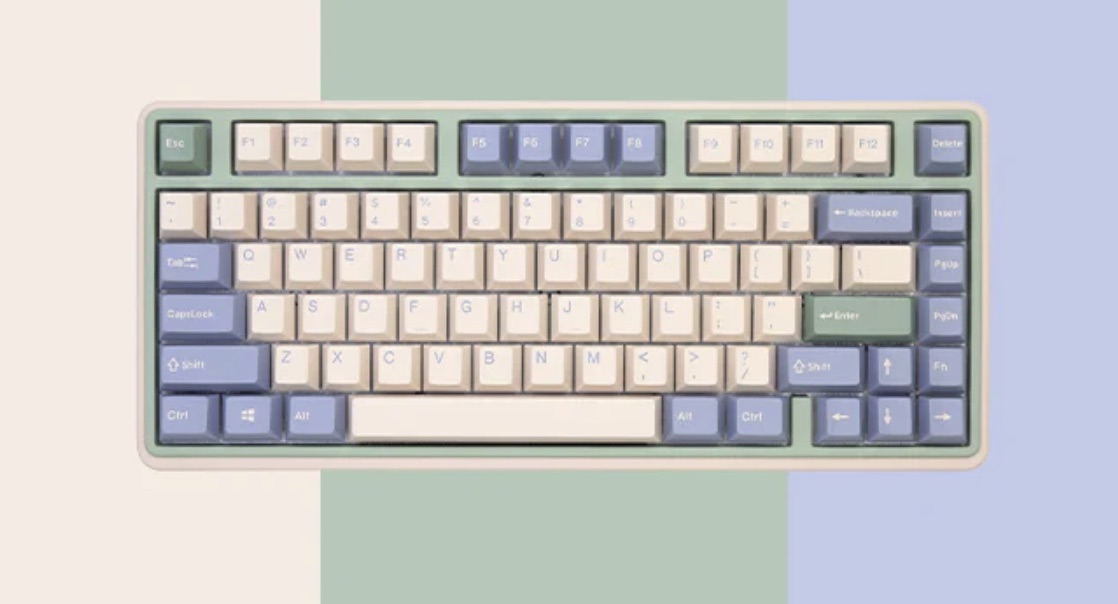 Esc F1 F2 F3 F4 F5 F6 F7 F8 F9 F10 F11 F12 Delete
~ ! @ # $ % ^ & * ( ) _ +
` 1 2 3 4 5 6 7 8 9 0 - = ← Backspace Insert
Tab Q W E R T Y U I O P { } | PgUp
[ ] \
CapsLock A S D F G H J K L : " ↵ Enter PgDn
; '
⇧ Shift Z X C V B N M < > ? ⇧ Shift ↑ Fn
, . /
Ctrl Alt Alt Ctrl ← ↓ →